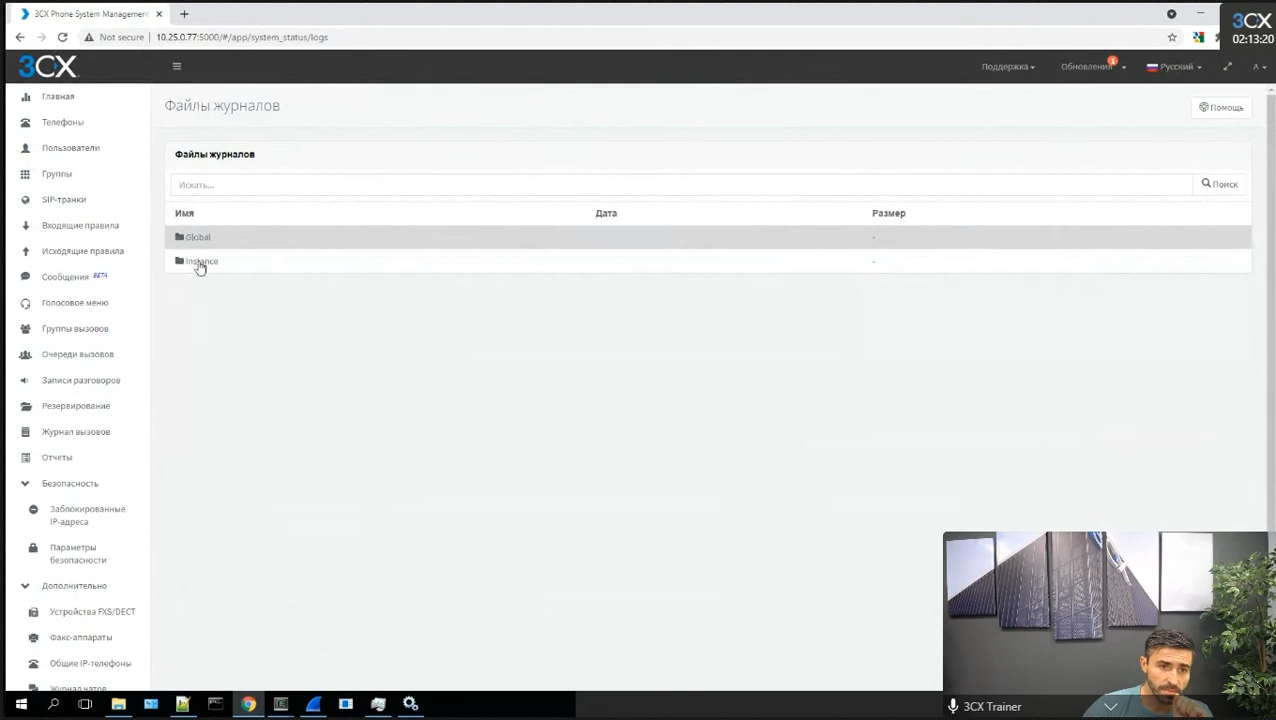 3CX Phone System Management
3CX
02:13:20
Not secure
10.25.0.77:5000/#/app/system_status/logs
3CX
Поддержка
Обновления
1
Русский
A
Главная
Телефоны
Пользователи
Группы
SIP-транки
Входящие правила
Исходящие правила
Сообщения BETA
Голосовое меню
Группы вызовов
Очереди вызовов
Записи разговоров
Резервирование
Журнал вызовов
Отчеты
Безопасность
Заблокированные
IP-адреса
Параметры
безопасности
Дополнительно
Устройства FXS/DECT
Факс-аппараты
Общие IP-телефоны
Журнал чатов
Файлы журналов
Помощь
Файлы журналов
Искать...
Поиск
Имя
Дата
Размер
Global
-
Instance
-
3CX Trainer